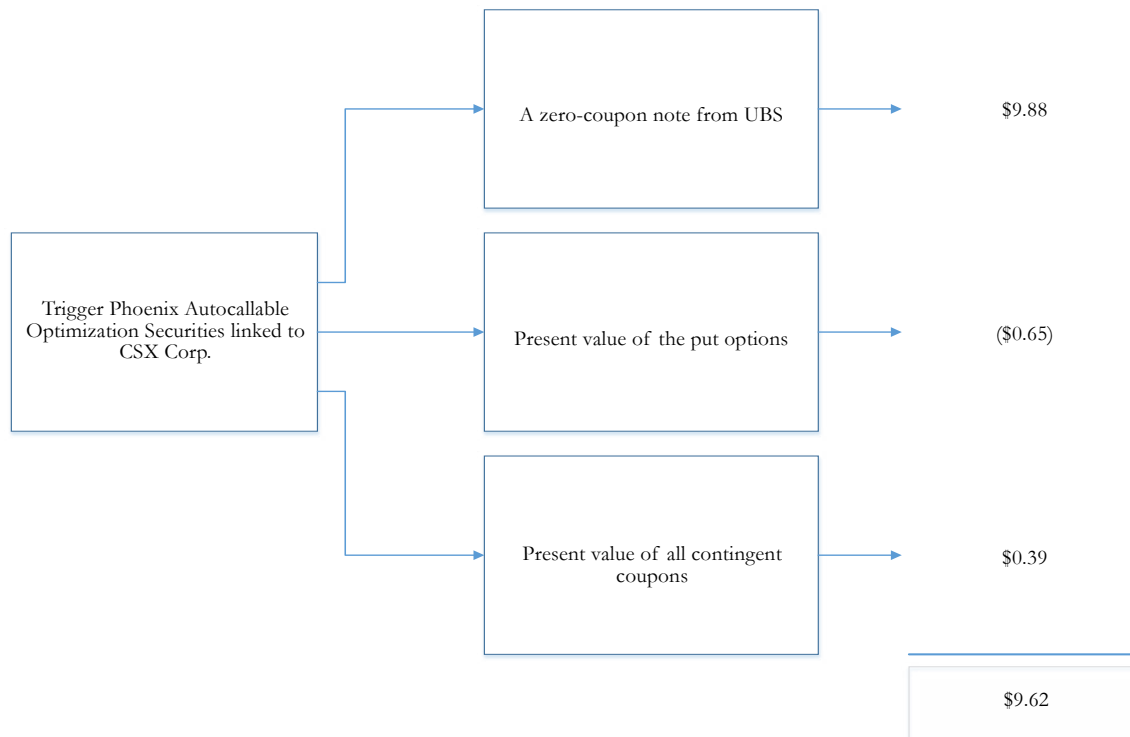 A zero-coupon note from UBS
$9.88
Trigger Phoenix Autocallable
Optimization Securities linked to
CSX Corp.
Present value of the put options
($0.65)
Present value of all contingent
coupons
$0.39
$9.62